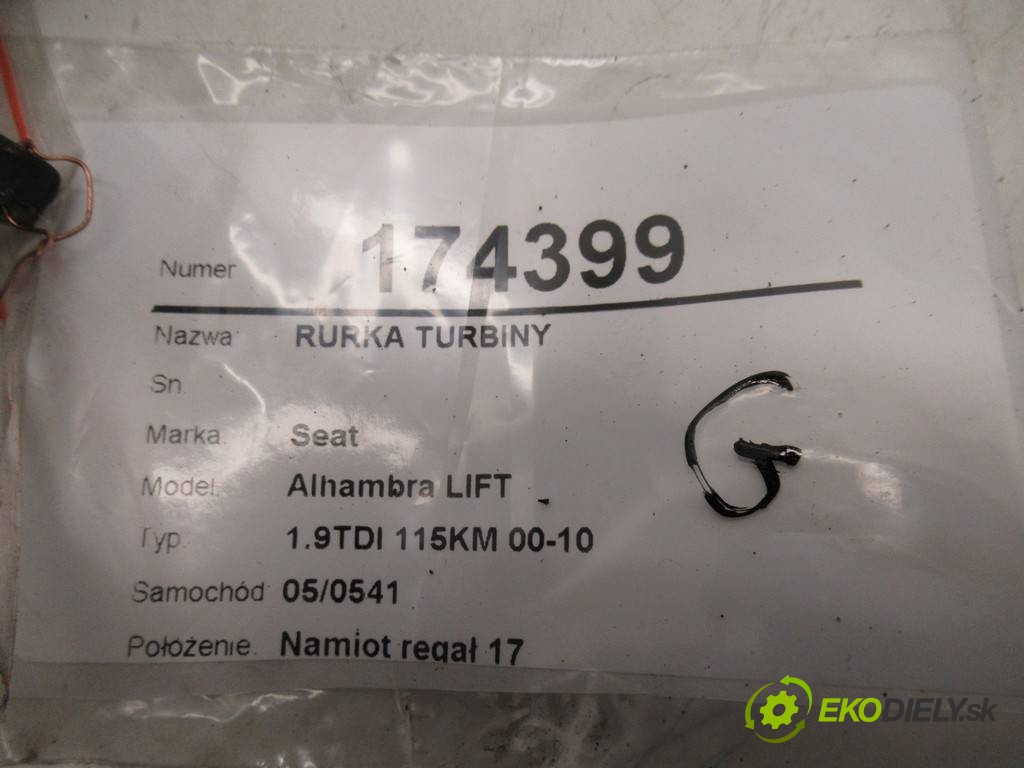 Numer 174399
Nazwa RURKA TURBINY
Sn.
Marka Seat
Model. Alhambra LIFT
Typ. 1.9TDI 115KM 00-10
Samochód 05/0541
Położenie. Namiot regał 17
G
EKODIELY.sk